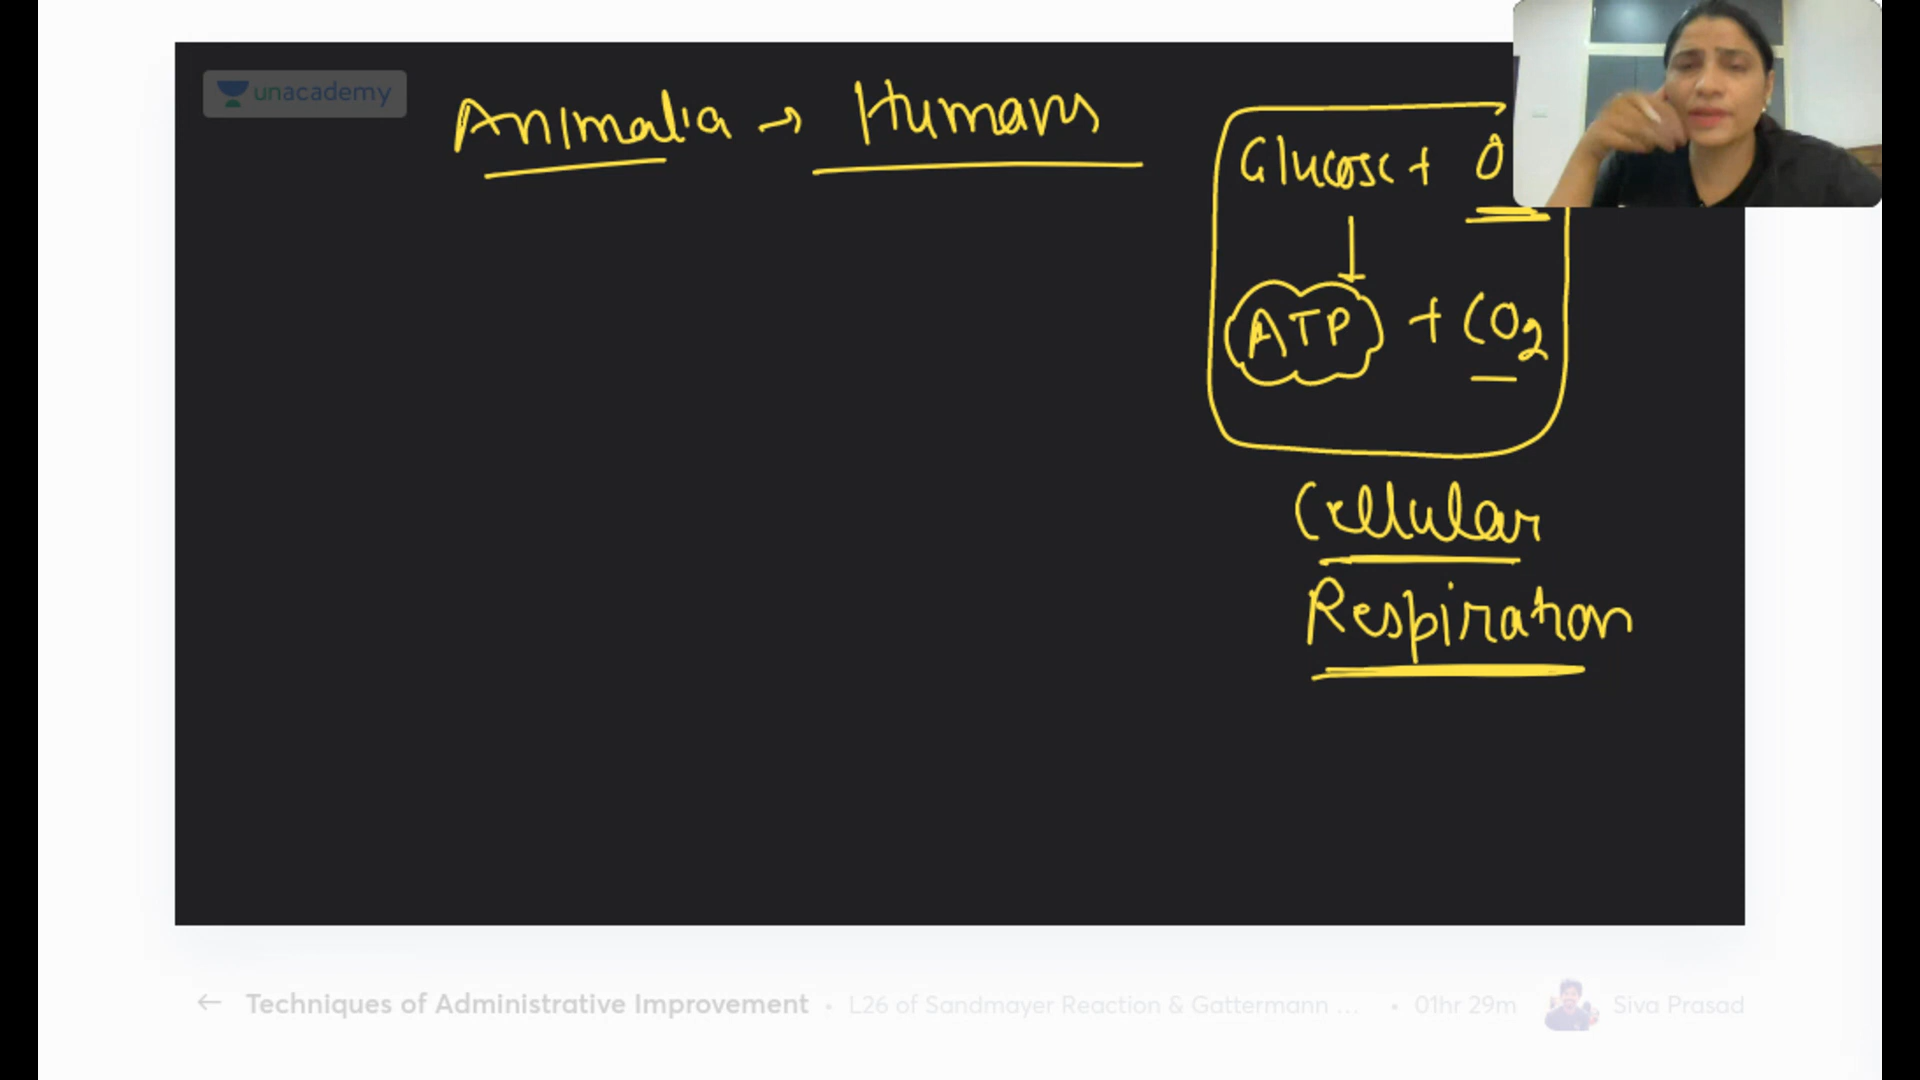 unacademy
Animalia → Humans
Glucose + O
↓
ATP + CO2
Cellular
Respiration
← Techniques of Administrative Improvement • L26 of Sandmayer Reaction & Gattermann ... • 01hr 29m Siva Prasad